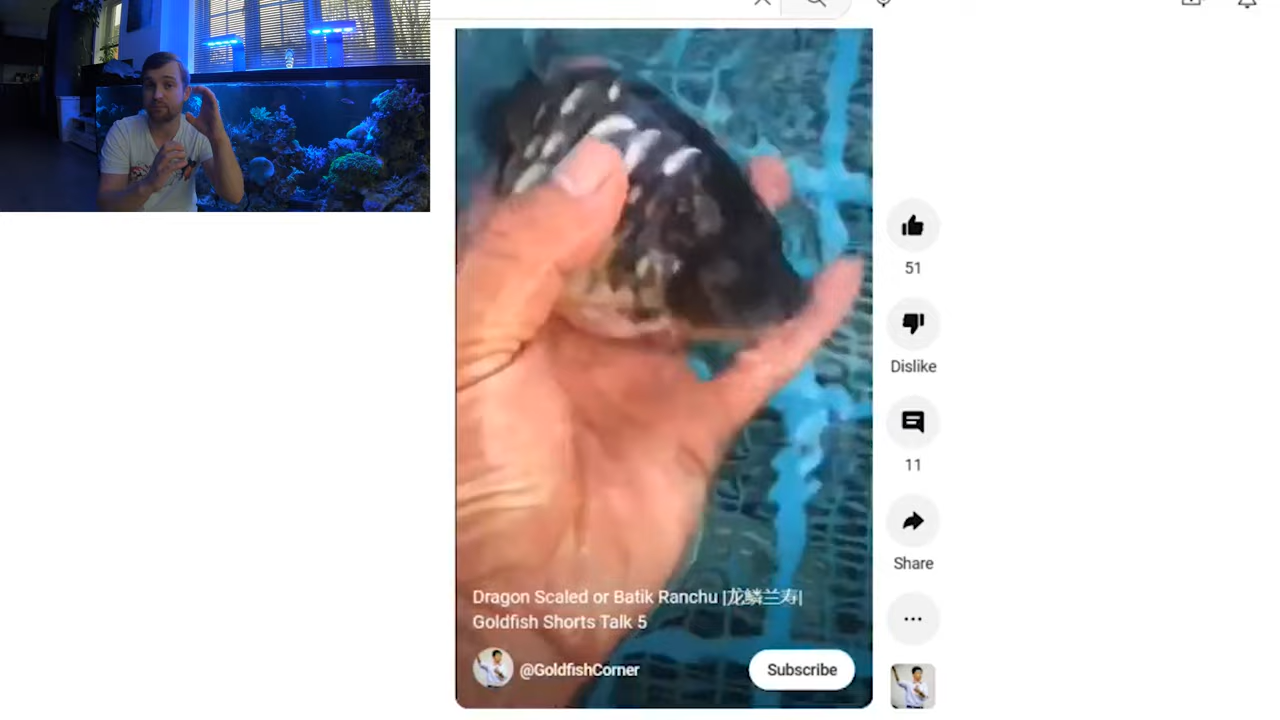 51
Dislike
11
Share
Dragon Scaled or Batik Ranchu |龙鳞兰寿|
Goldfish Shorts Talk 5
@GoldfishCorner
Subscribe